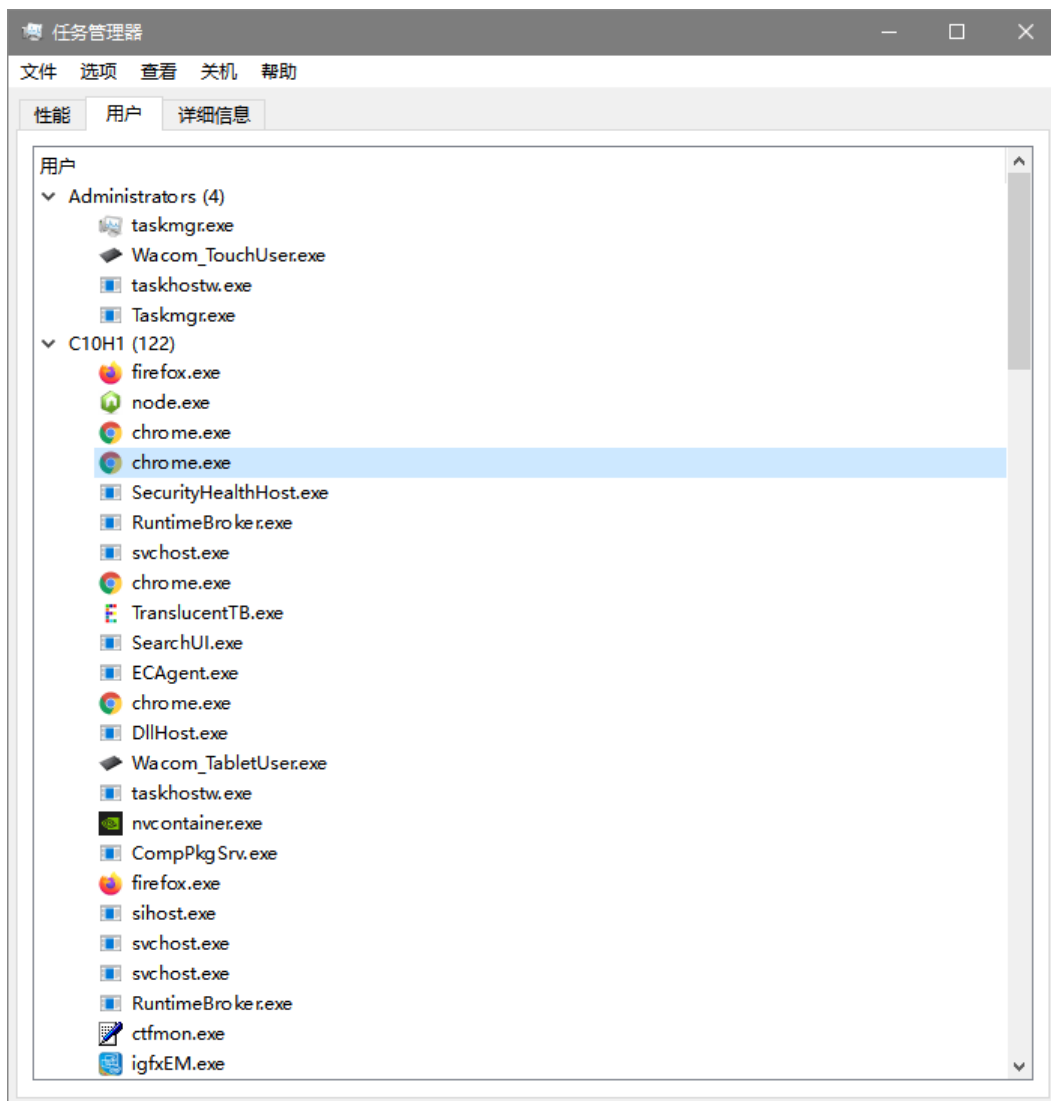 任务管理器
文件 选项 查看 关机 帮助
性能 用户 详细信息
用户
Administrators (4)
taskmgr.exe
Wacom_TouchUser.exe
taskhostw.exe
Taskmgr.exe
C10H1 (122)
firefox.exe
node.exe
chrome.exe
chrome.exe
SecurityHealthHost.exe
RuntimeBroker.exe
svchost.exe
chrome.exe
TranslucentTB.exe
SearchUI.exe
ECAgent.exe
chrome.exe
DllHost.exe
Wacom_TabletUser.exe
taskhostw.exe
nvcontainer.exe
CompPkgSrv.exe
firefox.exe
sihost.exe
svchost.exe
svchost.exe
RuntimeBroker.exe
ctfmon.exe
igfxEM.exe